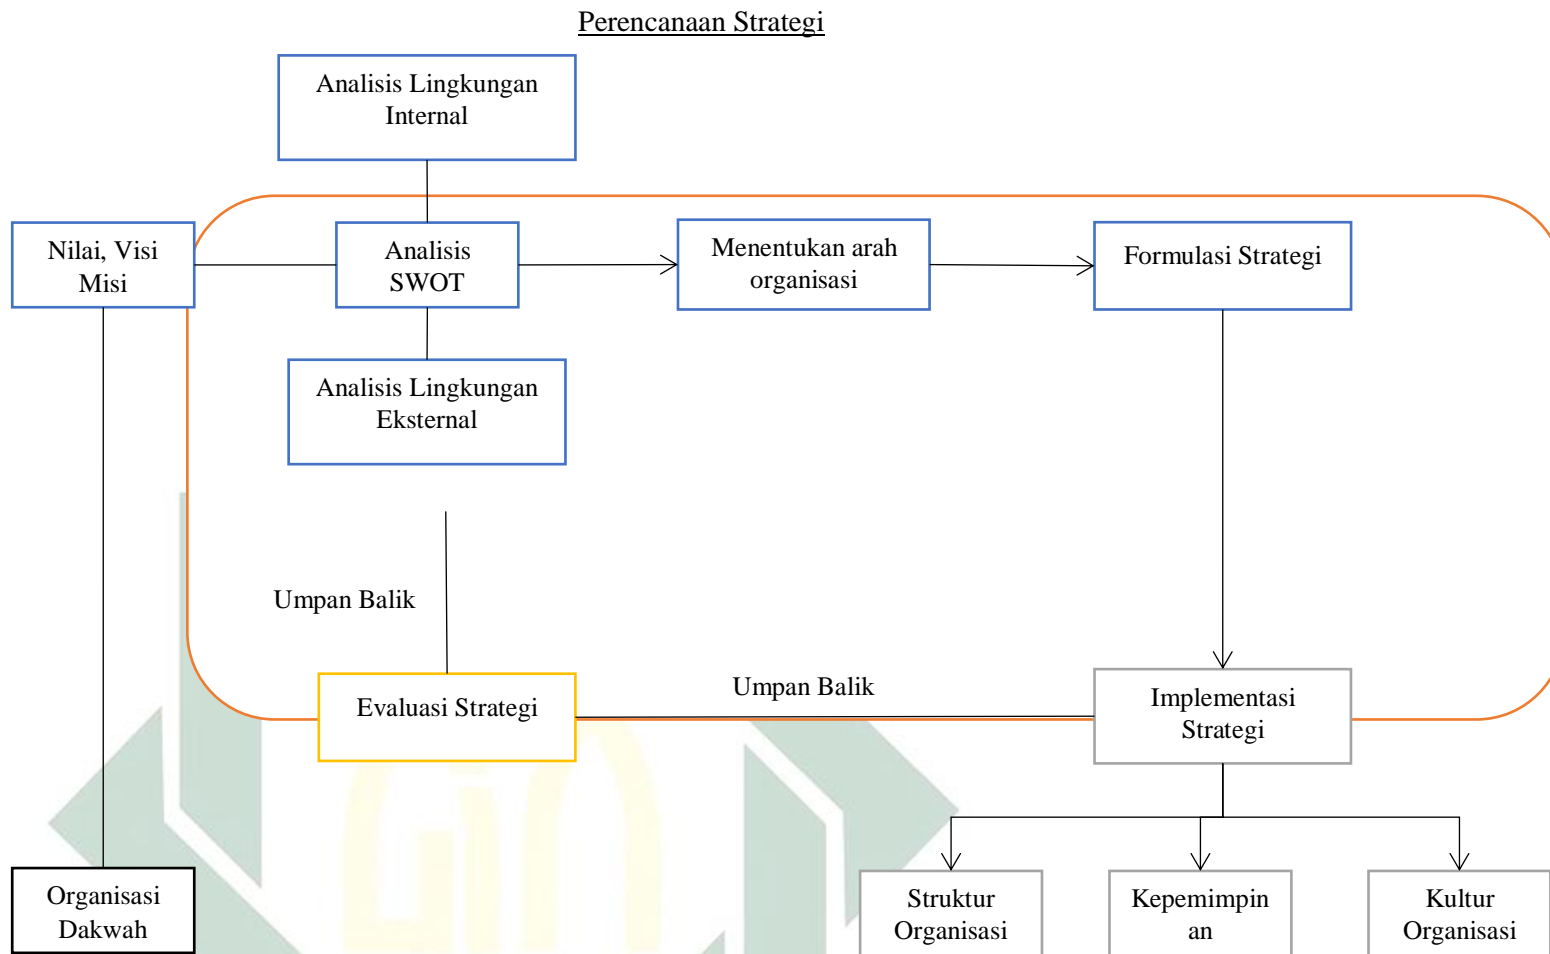 Perencanaan Strategi
Analisis Lingkungan
Internal
Nilai, Visi
Misi
Analisis
SWOT
Menentukan arah
organisasi
Formulasi Strategi
Analisis Lingkungan
Eksternal
Umpan Balik
Evaluasi Strategi
Umpan Balik
Implementasi
Strategi
Organisasi
Dakwah
Struktur
Organisasi
Kepemimpin
an
Kultur
Organisasi